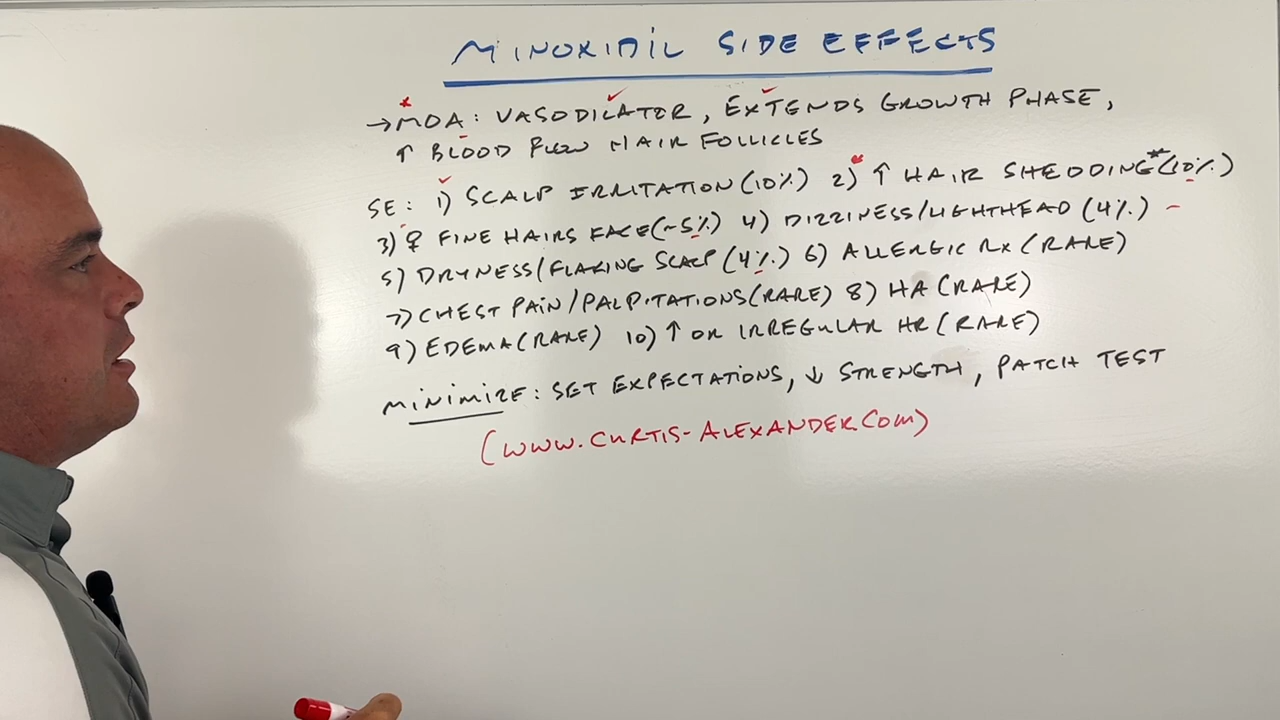 MINOXIDIL SIDE EFFECTS
* →MOA: VASODILATOR, EXTENDS GROWTH PHASE,
↑ BLOOD FLOW HAIR FOLLICLES
SE: 1) SCALP IRRITATION (10%) 2) ↑ HAIR SHEDDING* (10%)
3) ♀ FINE HAIRS FACE (~5%) 4) DIZZINESS/LIGHTHEAD (4%)
5) DRYNESS/FLAKING SCALP (4%) 6) ALLERGIC RX (RARE)
7) CHEST PAIN/PALPITATIONS (RARE) 8) HA (RARE)
9) EDEMA (RARE) 10) ↑ OR IRREGULAR HR (RARE)
MINIMIZE: SET EXPECTATIONS, ↓ STRENGTH, PATCH TEST
(WWW.CURTIS-ALEXANDER.COM)